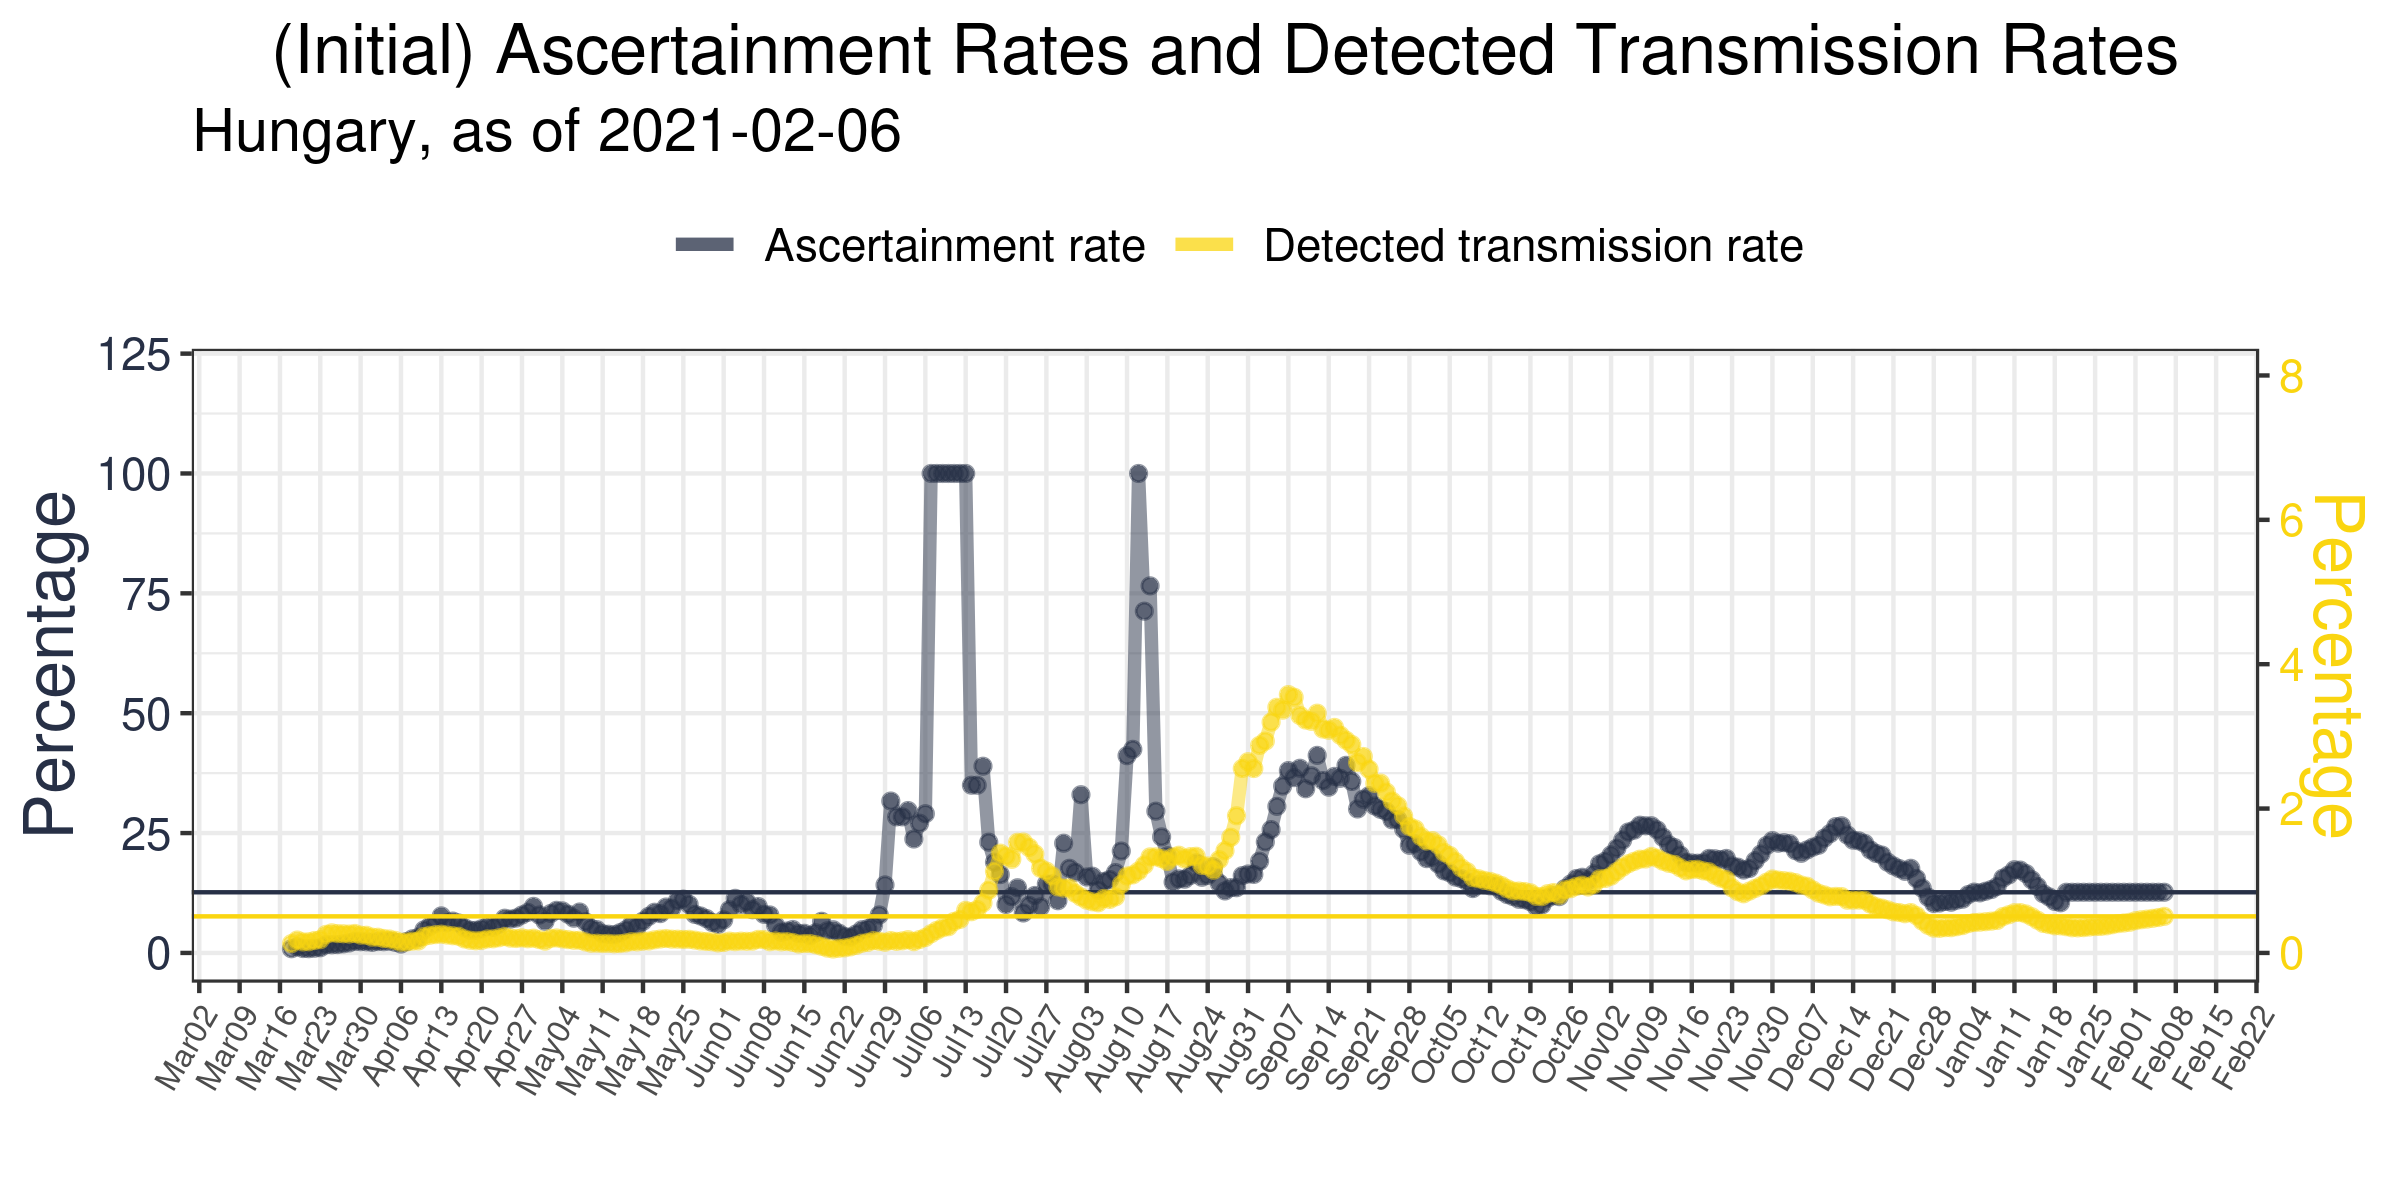 (Initial) Ascertainment Rates and Detected Transmission Rates
Hungary, as of 2021-02-06
Ascertainment rate
Detected transmission rate
Percentage
125
100
75
50
25
0
8
6
4
2
0
Percentage
Mar02
Mar09
Mar16
Mar23
Mar30
Apr06
Apr13
Apr20
Apr27
May04
May11
May18
May25
Jun01
Jun08
Jun15
Jun22
Jun29
Jul06
Jul13
Jul20
Jul27
Aug03
Aug10
Aug17
Aug24
Aug31
Sep07
Sep14
Sep21
Sep28
Oct05
Oct12
Oct19
Oct26
Nov02
Nov09
Nov16
Nov23
Nov30
Dec07
Dec14
Dec21
Dec28
Jan04
Jan11
Jan18
Jan25
Feb01
Feb08
Feb15
Feb22